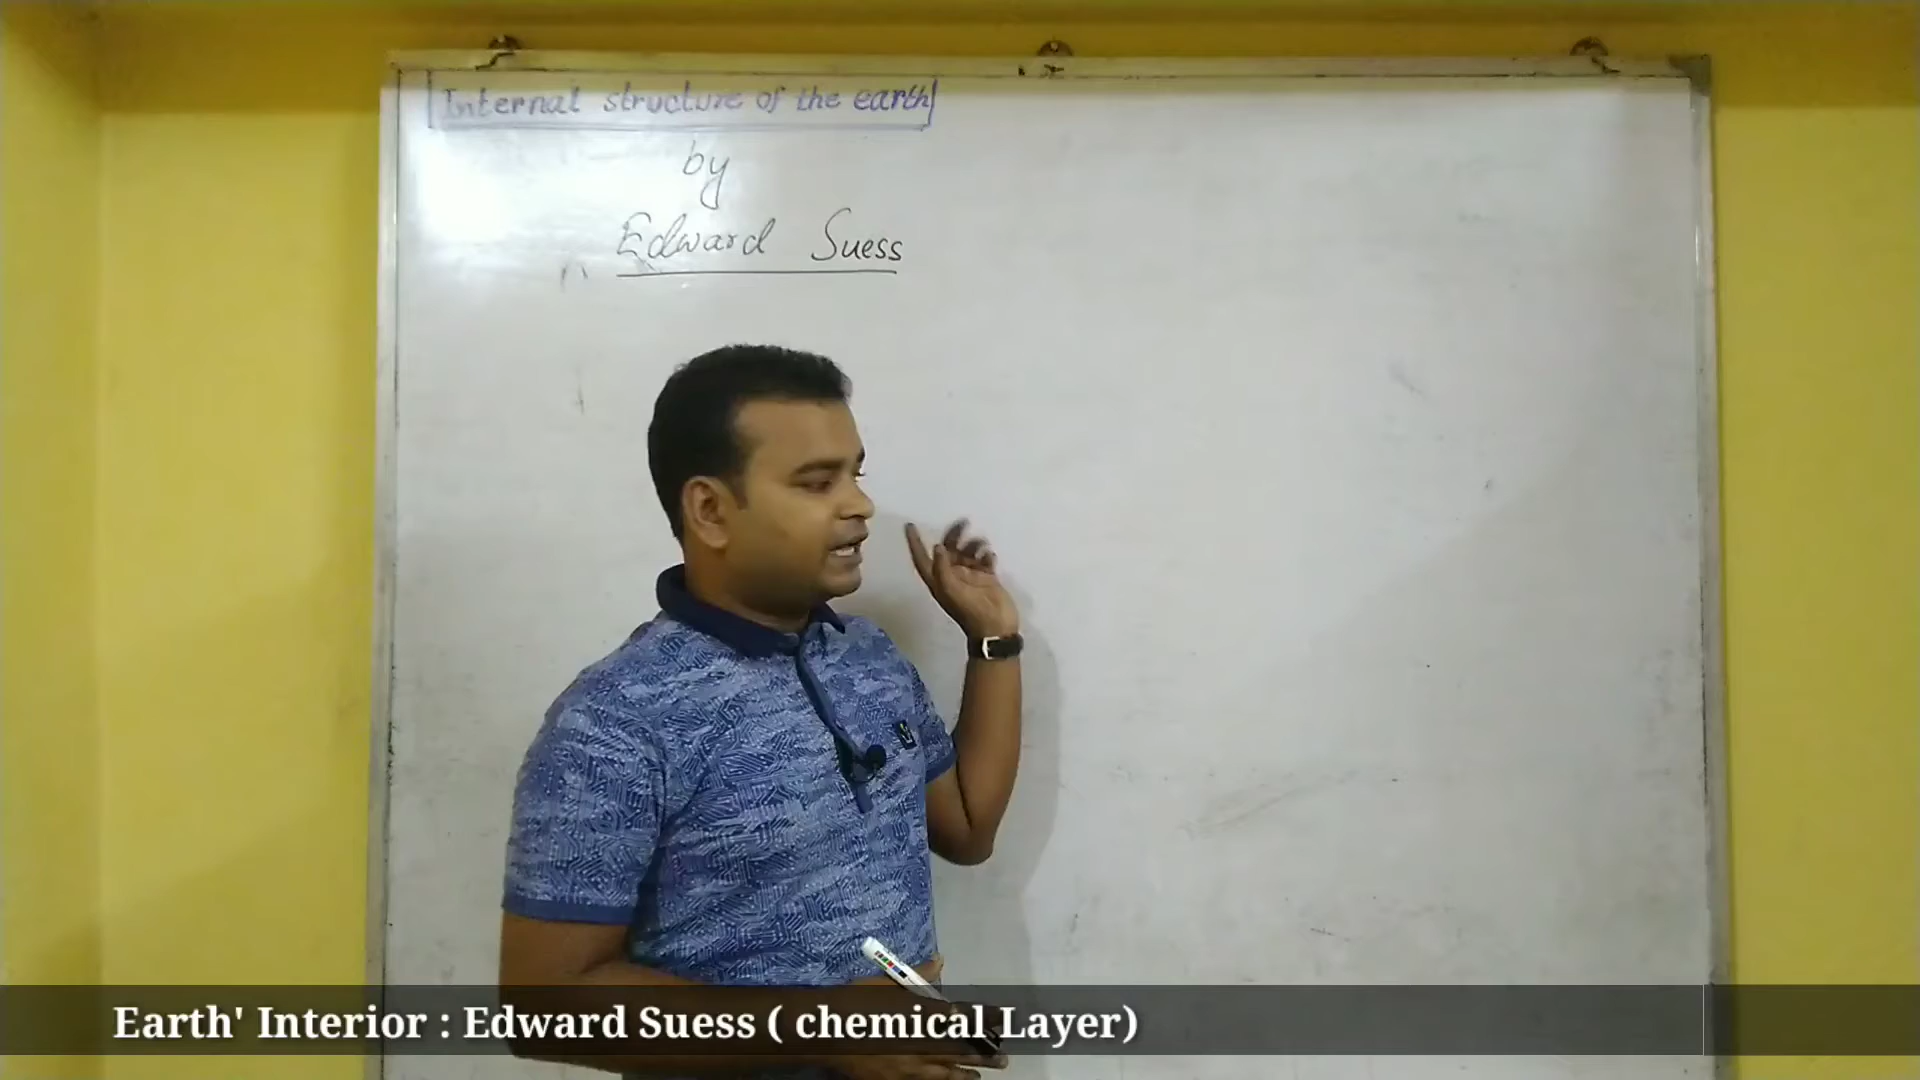 Internal structure of the earth
by
Edward Suess
Earth' Interior : Edward Suess ( chemical Layer)